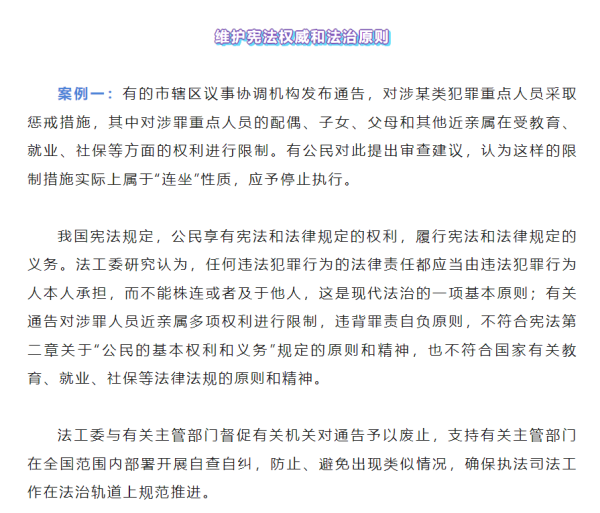 维护宪法权威和法治原则
案例一：有的市辖区议事协调机构发布通告，对涉某类犯罪重点人员采取
惩戒措施，其中对涉罪重点人员的配偶、子女、父母和其他近亲属在受教育、
就业、社保等方面的权利进行限制。有公民对此提出审查建议，认为这样的限
制措施实际上属于“连坐”性质，应予停止执行。
我国宪法规定，公民享有宪法和法律规定的权利，履行宪法和法律规定的
义务。法工委研究认为，任何违法犯罪行为的法律责任都应当由违法犯罪行为
人本人承担，而不能株连或者及于他人，这是现代法治的一项基本原则；有关
通告对涉罪人员近亲属多项权利进行限制，违背罪责自负原则，不符合宪法第
二章关于“公民的基本权利和义务”规定的原则和精神，也不符合国家有关教
育、就业、社保等法律法规的原则和精神。
法工委与有关主管部门督促有关机关对通告予以废止，支持有关主管部门
在全国范围内部署开展自查自纠，防止、避免出现类似情况，确保执法司法工
作在法治轨道上规范推进。